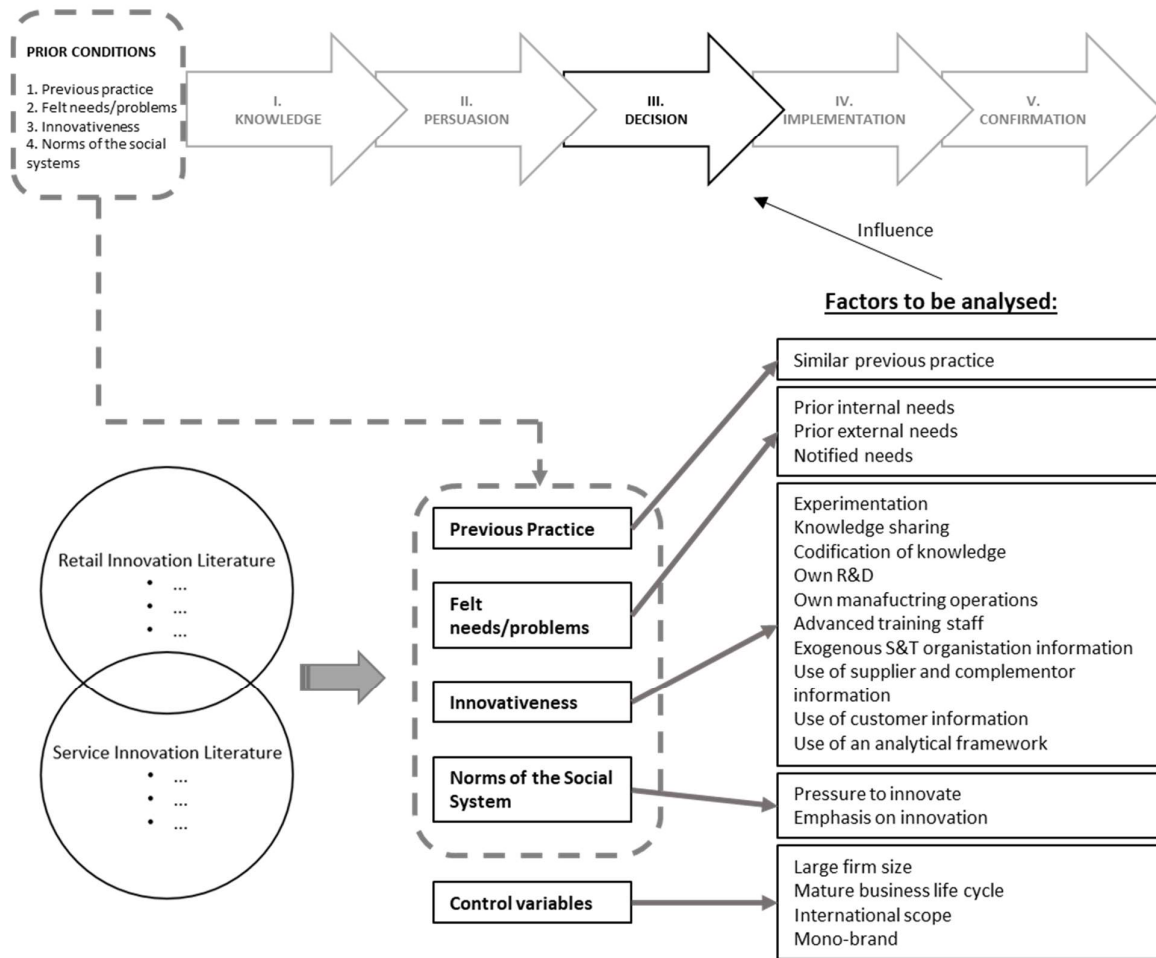 PRIOR CONDITIONS
1. Previous practice
2. Felt needs/problems
3. Innovativeness
4. Norms of the social
systems
I.
KNOWLEDGE
II.
PERSUASION
III.
DECISION
IV.
IMPLEMENTATION
V.
CONFIRMATION
Influence
Factors to be analysed:
Similar previous practice
Prior internal needs
Prior external needs
Notified needs
Experimentation
Knowledge sharing
Codification of knowledge
Own R&D
Own manafuctring operations
Advanced training staff
Exogenous S&T organistation information
Use of supplier and complementor
information
Use of customer information
Use of an analytical framework
Pressure to innovate
Emphasis on innovation
Large firm size
Mature business life cycle
International scope
Mono-brand
Previous Practice
Felt
needs/problems
Innovativeness
Norms of the Social
System
Control variables
Retail Innovation Literature
• ...
• ...
• ...
Service Innovation Literature
• ...
• ...
• ...